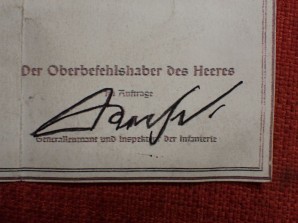 Der Oberbefehlshaber des Heeres
im Auftrage
Generalleutnant und Inspekteur der Infanterie